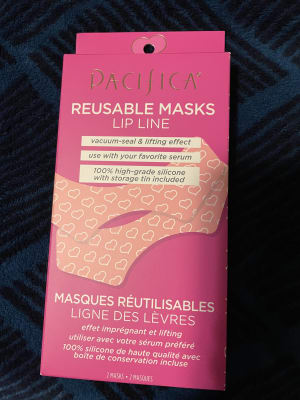 PACIFICA®
REUSABLE MASKS
LIP LINE
vacuum-seal & lifting effect
use with your favorite serum
100% high-grade silicone
with storage tin included
MASQUES RÉUTILISABLES
LIGNE DES LÈVRES
effet imprégnant et lifting
utiliser avec votre sérum préféré
100% silicone de haute qualité avec
boîte de conservation incluse
2 MASKS • 2 MASQUES